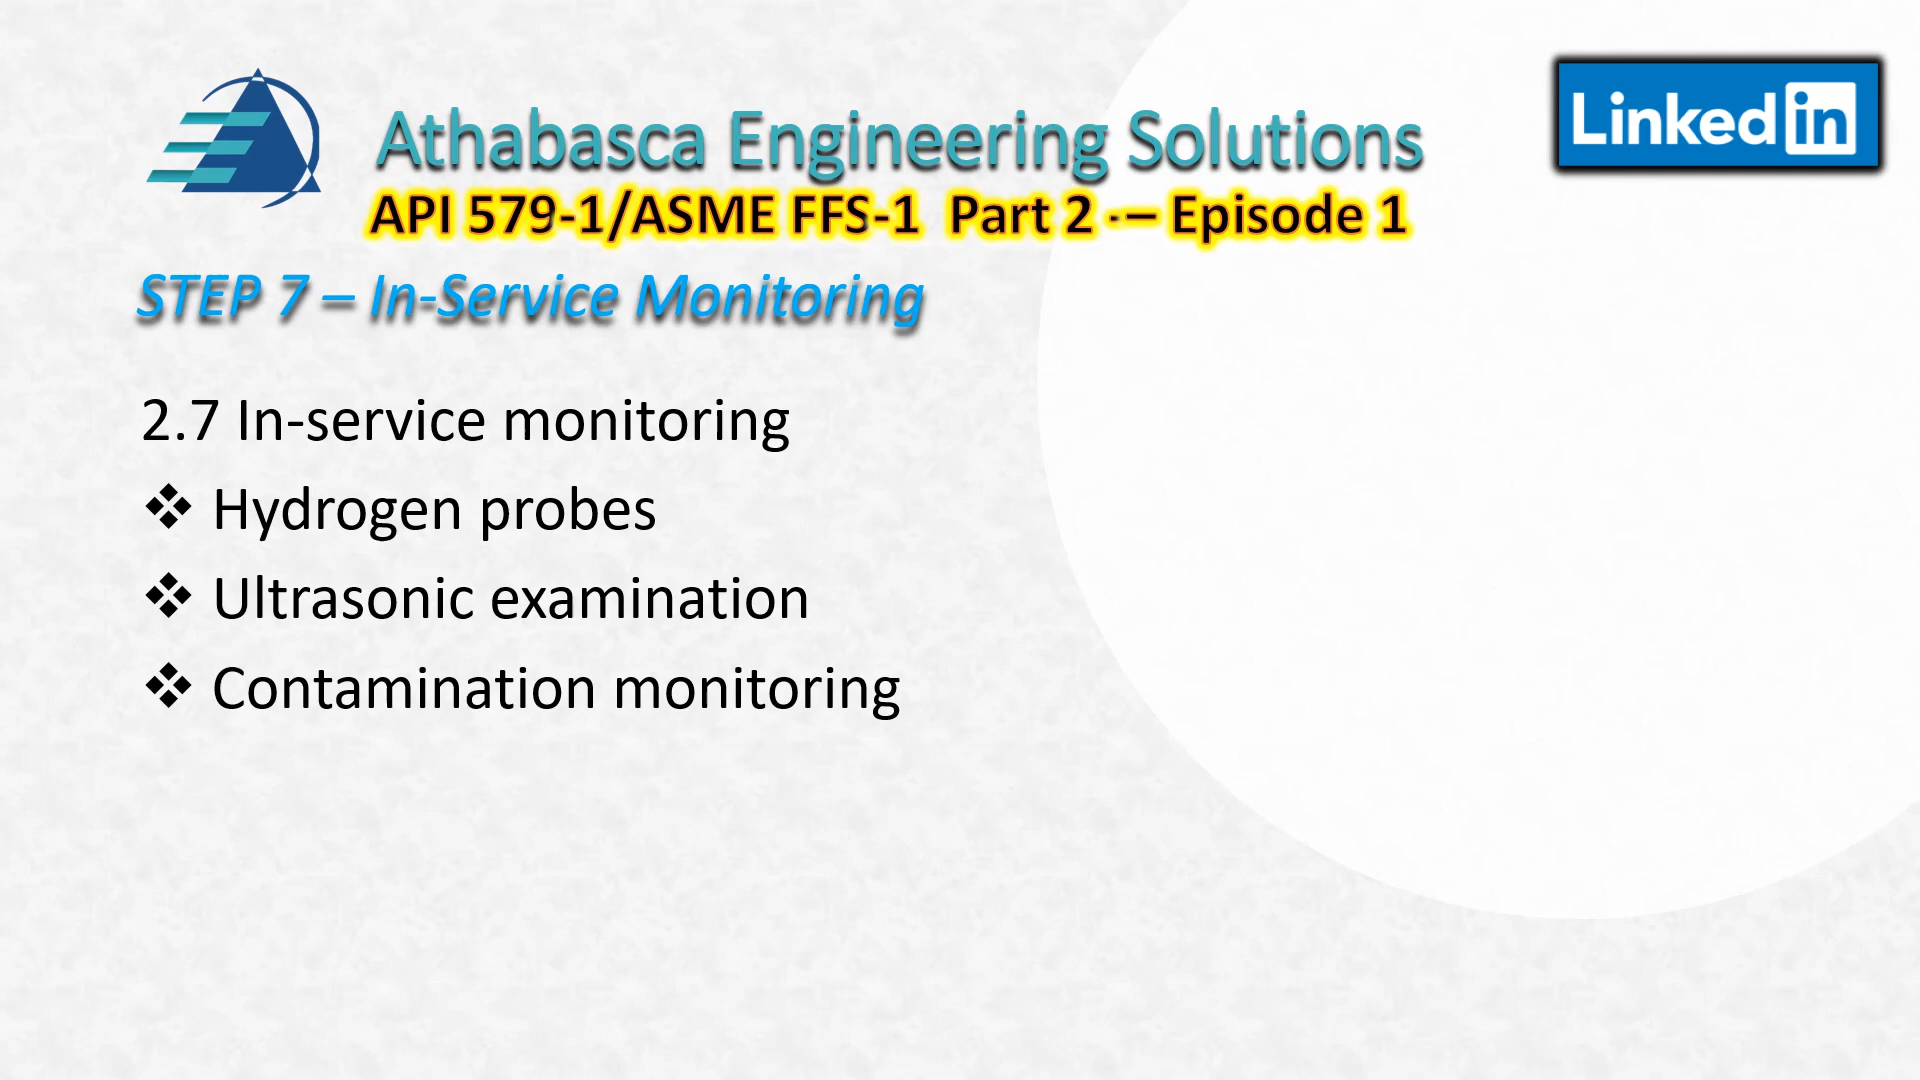 Athabasca Engineering Solutions
Linkedin
API 579-1/ASME FFS-1 Part 2 -– Episode 1
STEP 7 – In-Service Monitoring
2.7 In-service monitoring
❖ Hydrogen probes
❖ Ultrasonic examination
❖ Contamination monitoring